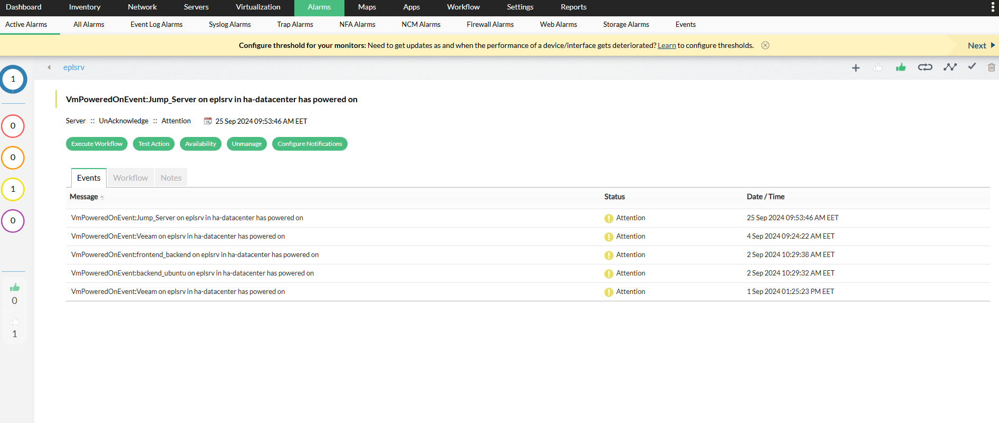 Dashboard Inventory Network Servers Virtualization Alarms Maps Apps Workflow Settings Reports
Active Alarms All Alarms Event Log Alarms Syslog Alarms Trap Alarms NFA Alarms NCM Alarms Firewall Alarms Web Alarms Storage Alarms Events
Configure threshold for your monitors: Need to get updates as and when the performance of a device/interface gets deteriorated? Learn to configure thresholds. Next
1
0
0
1
0
0
1
eplsrv
VmPoweredOnEvent:Jump_Server on eplsrv in ha-datacenter has powered on
Server :: UnAcknowledge :: Attention 25 Sep 2024 09:53:46 AM EET
Execute Workflow Test Action Availability Unmanage Configure Notifications
Events Workflow Notes
Message Status Date / Time
VmPoweredOnEvent:Jump_Server on eplsrv in ha-datacenter has powered on Attention 25 Sep 2024 09:53:46 AM EET
VmPoweredOnEvent:Veeam on eplsrv in ha-datacenter has powered on Attention 4 Sep 2024 09:24:22 AM EET
VmPoweredOnEvent:frontend_backend on eplsrv in ha-datacenter has powered on Attention 2 Sep 2024 10:29:38 AM EET
VmPoweredOnEvent:backend_ubuntu on eplsrv in ha-datacenter has powered on Attention 2 Sep 2024 10:29:32 AM EET
VmPoweredOnEvent:Veeam on eplsrv in ha-datacenter has powered on Attention 1 Sep 2024 01:25:23 PM EET